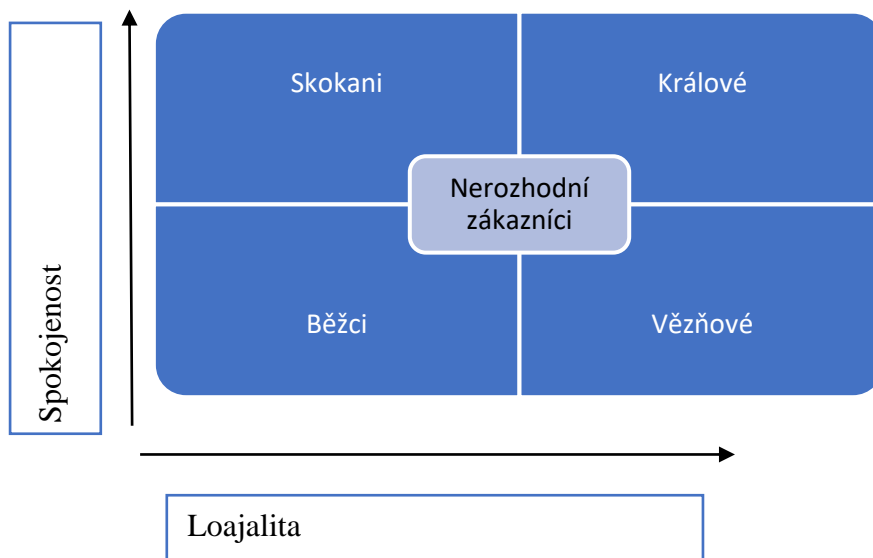 Spokojenost
Skokani
Králové
Nerozhodní
zákazníci
Běžci
Vězňové
Loajalita